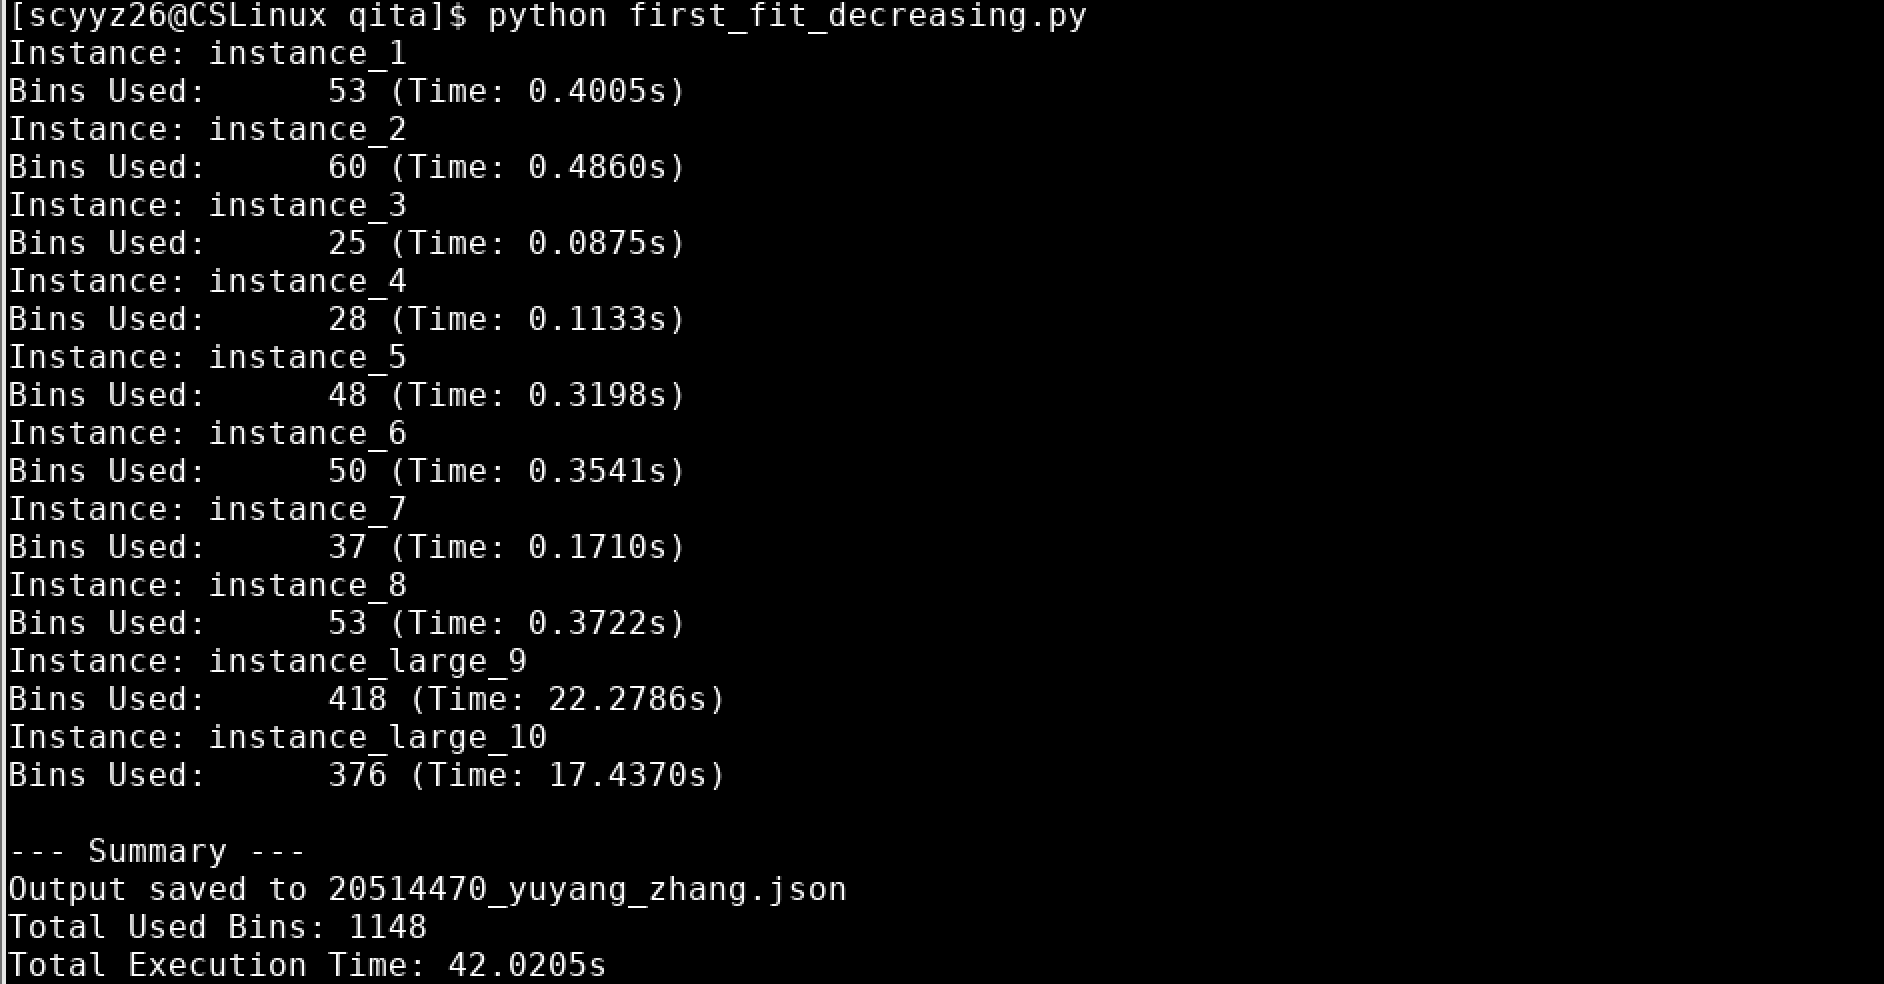 [scyyz26@CSLinux qita]$ python first_fit_decreasing.py
Instance: instance_1
Bins Used:      53 (Time: 0.4005s)
Instance: instance_2
Bins Used:      60 (Time: 0.4860s)
Instance: instance_3
Bins Used:      25 (Time: 0.0875s)
Instance: instance_4
Bins Used:      28 (Time: 0.1133s)
Instance: instance_5
Bins Used:      48 (Time: 0.3198s)
Instance: instance_6
Bins Used:      50 (Time: 0.3541s)
Instance: instance_7
Bins Used:      37 (Time: 0.1710s)
Instance: instance_8
Bins Used:      53 (Time: 0.3722s)
Instance: instance_large_9
Bins Used:      418 (Time: 22.2786s)
Instance: instance_large_10
Bins Used:      376 (Time: 17.4370s)

--- Summary ---
Output saved to 20514470_yuyang_zhang.json
Total Used Bins: 1148
Total Execution Time: 42.0205s